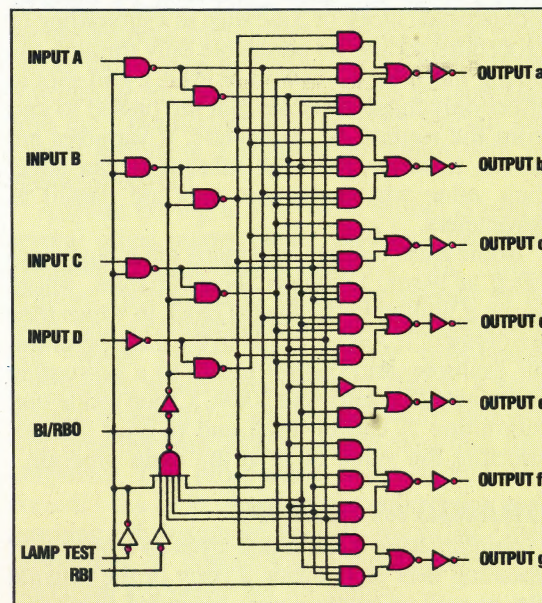 INPUT A
OUTPUT a
INPUT B
OUTPUT b
OUTPUT
INPUT C
INPUT D
OUTPUT
OUTPUT
BI/RBO
OUTPUT f
LAMP TEST
RBI
OUTPUT g